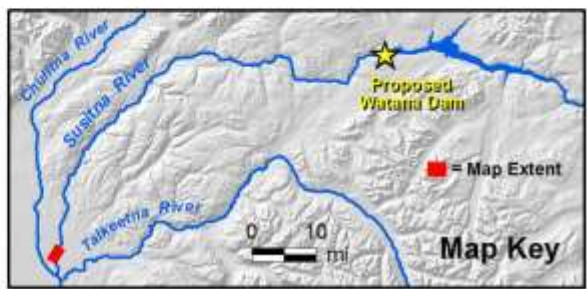 Chulitna River
Susitna River
Proposed
Watana Dam
= Map Extent
Talkeetna River
0 10
mi
Map Key